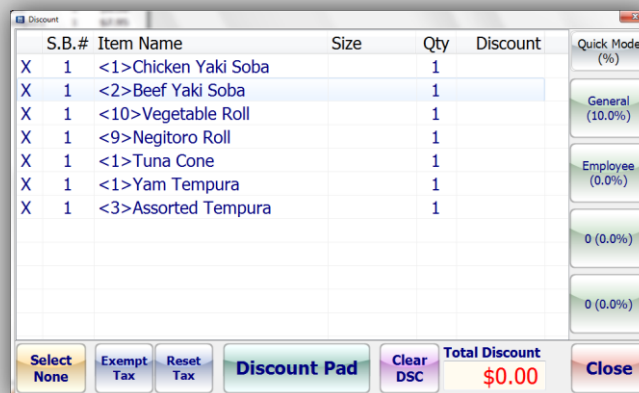 Discount
S.B.# Item Name Size Qty Discount
X 1 <1>Chicken Yaki Soba 1
X 1 <2>Beef Yaki Soba 1
X 1 <10>Vegetable Roll 1
X 1 <9>Negitoro Roll 1
X 1 <1>Tuna Cone 1
X 1 <1>Yam Tempura 1
X 1 <3>Assorted Tempura 1
Quick Mode
(%)
General
(10.0%)
Employee
(0.0%)
0 (0.0%)
0 (0.0%)
Select
None
Exempt
Tax
Reset
Tax
Discount Pad
Clear
DSC
Total Discount
$0.00
Close